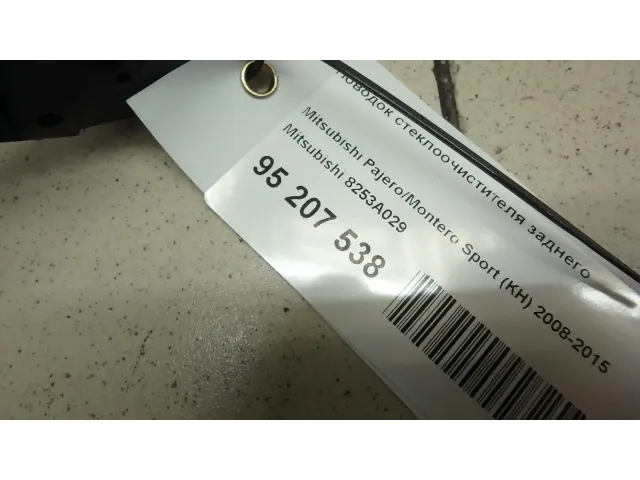 Поводок стеклоочистителя заднего
Mitsubishi Pajero/Montero Sport (KH) 2008-2015
Mitsubishi 8253A029
95 207 538